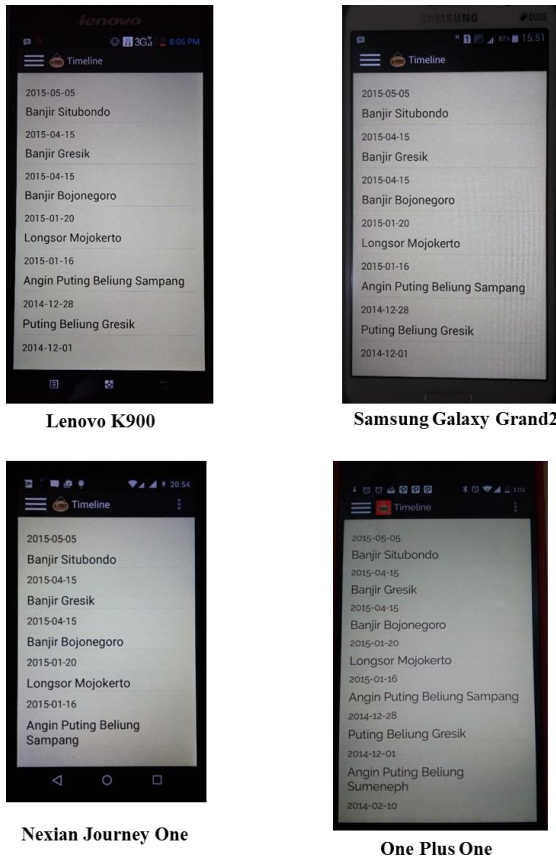 lenovo
3G 8:06 PM
Timeline
2015-05-05
Banjir Situbondo
2015-04-15
Banjir Gresik
2015-04-15
Banjir Bojonegoro
2015-01-20
Longsor Mojokerto
2015-01-16
Angin Puting Beliung Sampang
2014-12-28
Puting Beliung Gresik
2014-12-01
Lenovo K900
SAMSUNG DUOS
87% 15:51
Timeline
2015-05-05
Banjir Situbondo
2015-04-15
Banjir Gresik
2015-04-15
Banjir Bojonegoro
2015-01-20
Longsor Mojokerto
2015-01-16
Angin Puting Beliung Sampang
2014-12-28
Puting Beliung Gresik
2014-12-01
Samsung Galaxy Grand2
20.54
Timeline
2015-05-05
Banjir Situbondo
2015-04-15
Banjir Gresik
2015-04-15
Banjir Bojonegoro
2015-01-20
Longsor Mojokerto
2015-01-16
Angin Puting Beliung
Sampang
Nexian Journey One
1:01
Timeline
2015-05-05
Banjir Situbondo
2015-04-15
Banjir Gresik
2015-04-15
Banjir Bojonegoro
2015-01-20
Longsor Mojokerto
2015-01-16
Angin Puting Beliung Sampang
2014-12-28
Puting Beliung Gresik
2014-12-01
Angin Puting Beliung
Sumeneph
2014-02-10
One Plus One